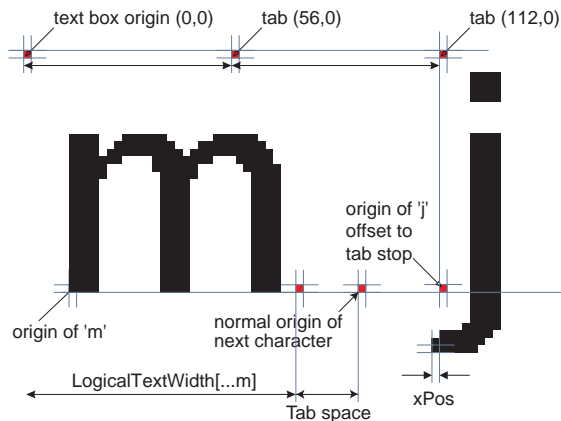 text box origin (0,0)
tab (56,0)
tab (112,0)
m j
origin of 'j'
offset to
tab stop
origin of 'm'
normal origin of
next character
LogicalTextWidth[...m]
Tab space
xPos